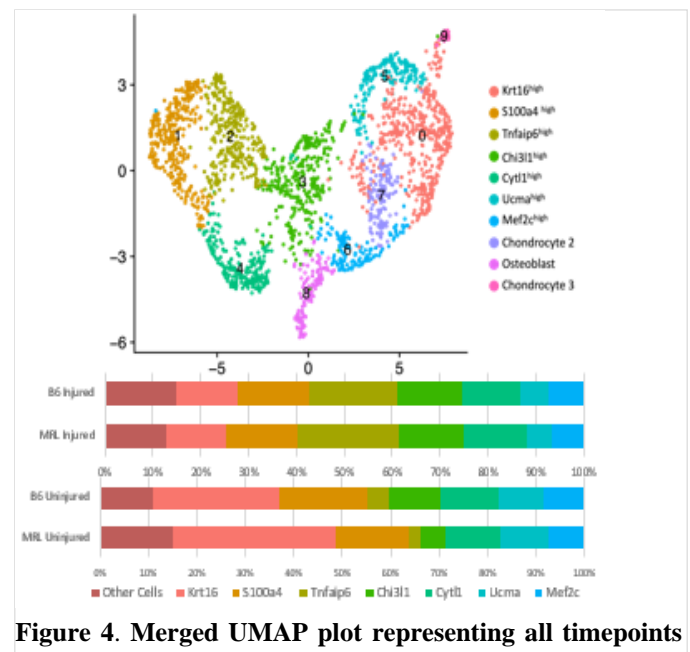 9
3
5
Krt16high
S100a4 high
1
2
0
Tnfaip6high
Chi3l1high
0
3
Cytl1high
7
Ucmahigh
Mef2chigh
-3
6
Chondrocyte 2
4
Osteoblast
8
Chondrocyte 3
-6
-5 0 5
B6 Injured
MRL Injured
0% 10% 20% 30% 40% 50% 60% 70% 80% 90% 100%
B6 Uninjured
MRL Uninjured
0% 10% 20% 30% 40% 50% 60% 70% 80% 90% 100%
Other Cells Krt16 S100a4 Tnfaip6 Chi3l1 Cytl1 Ucma Mef2c
Figure 4. Merged UMAP plot representing all timepoints